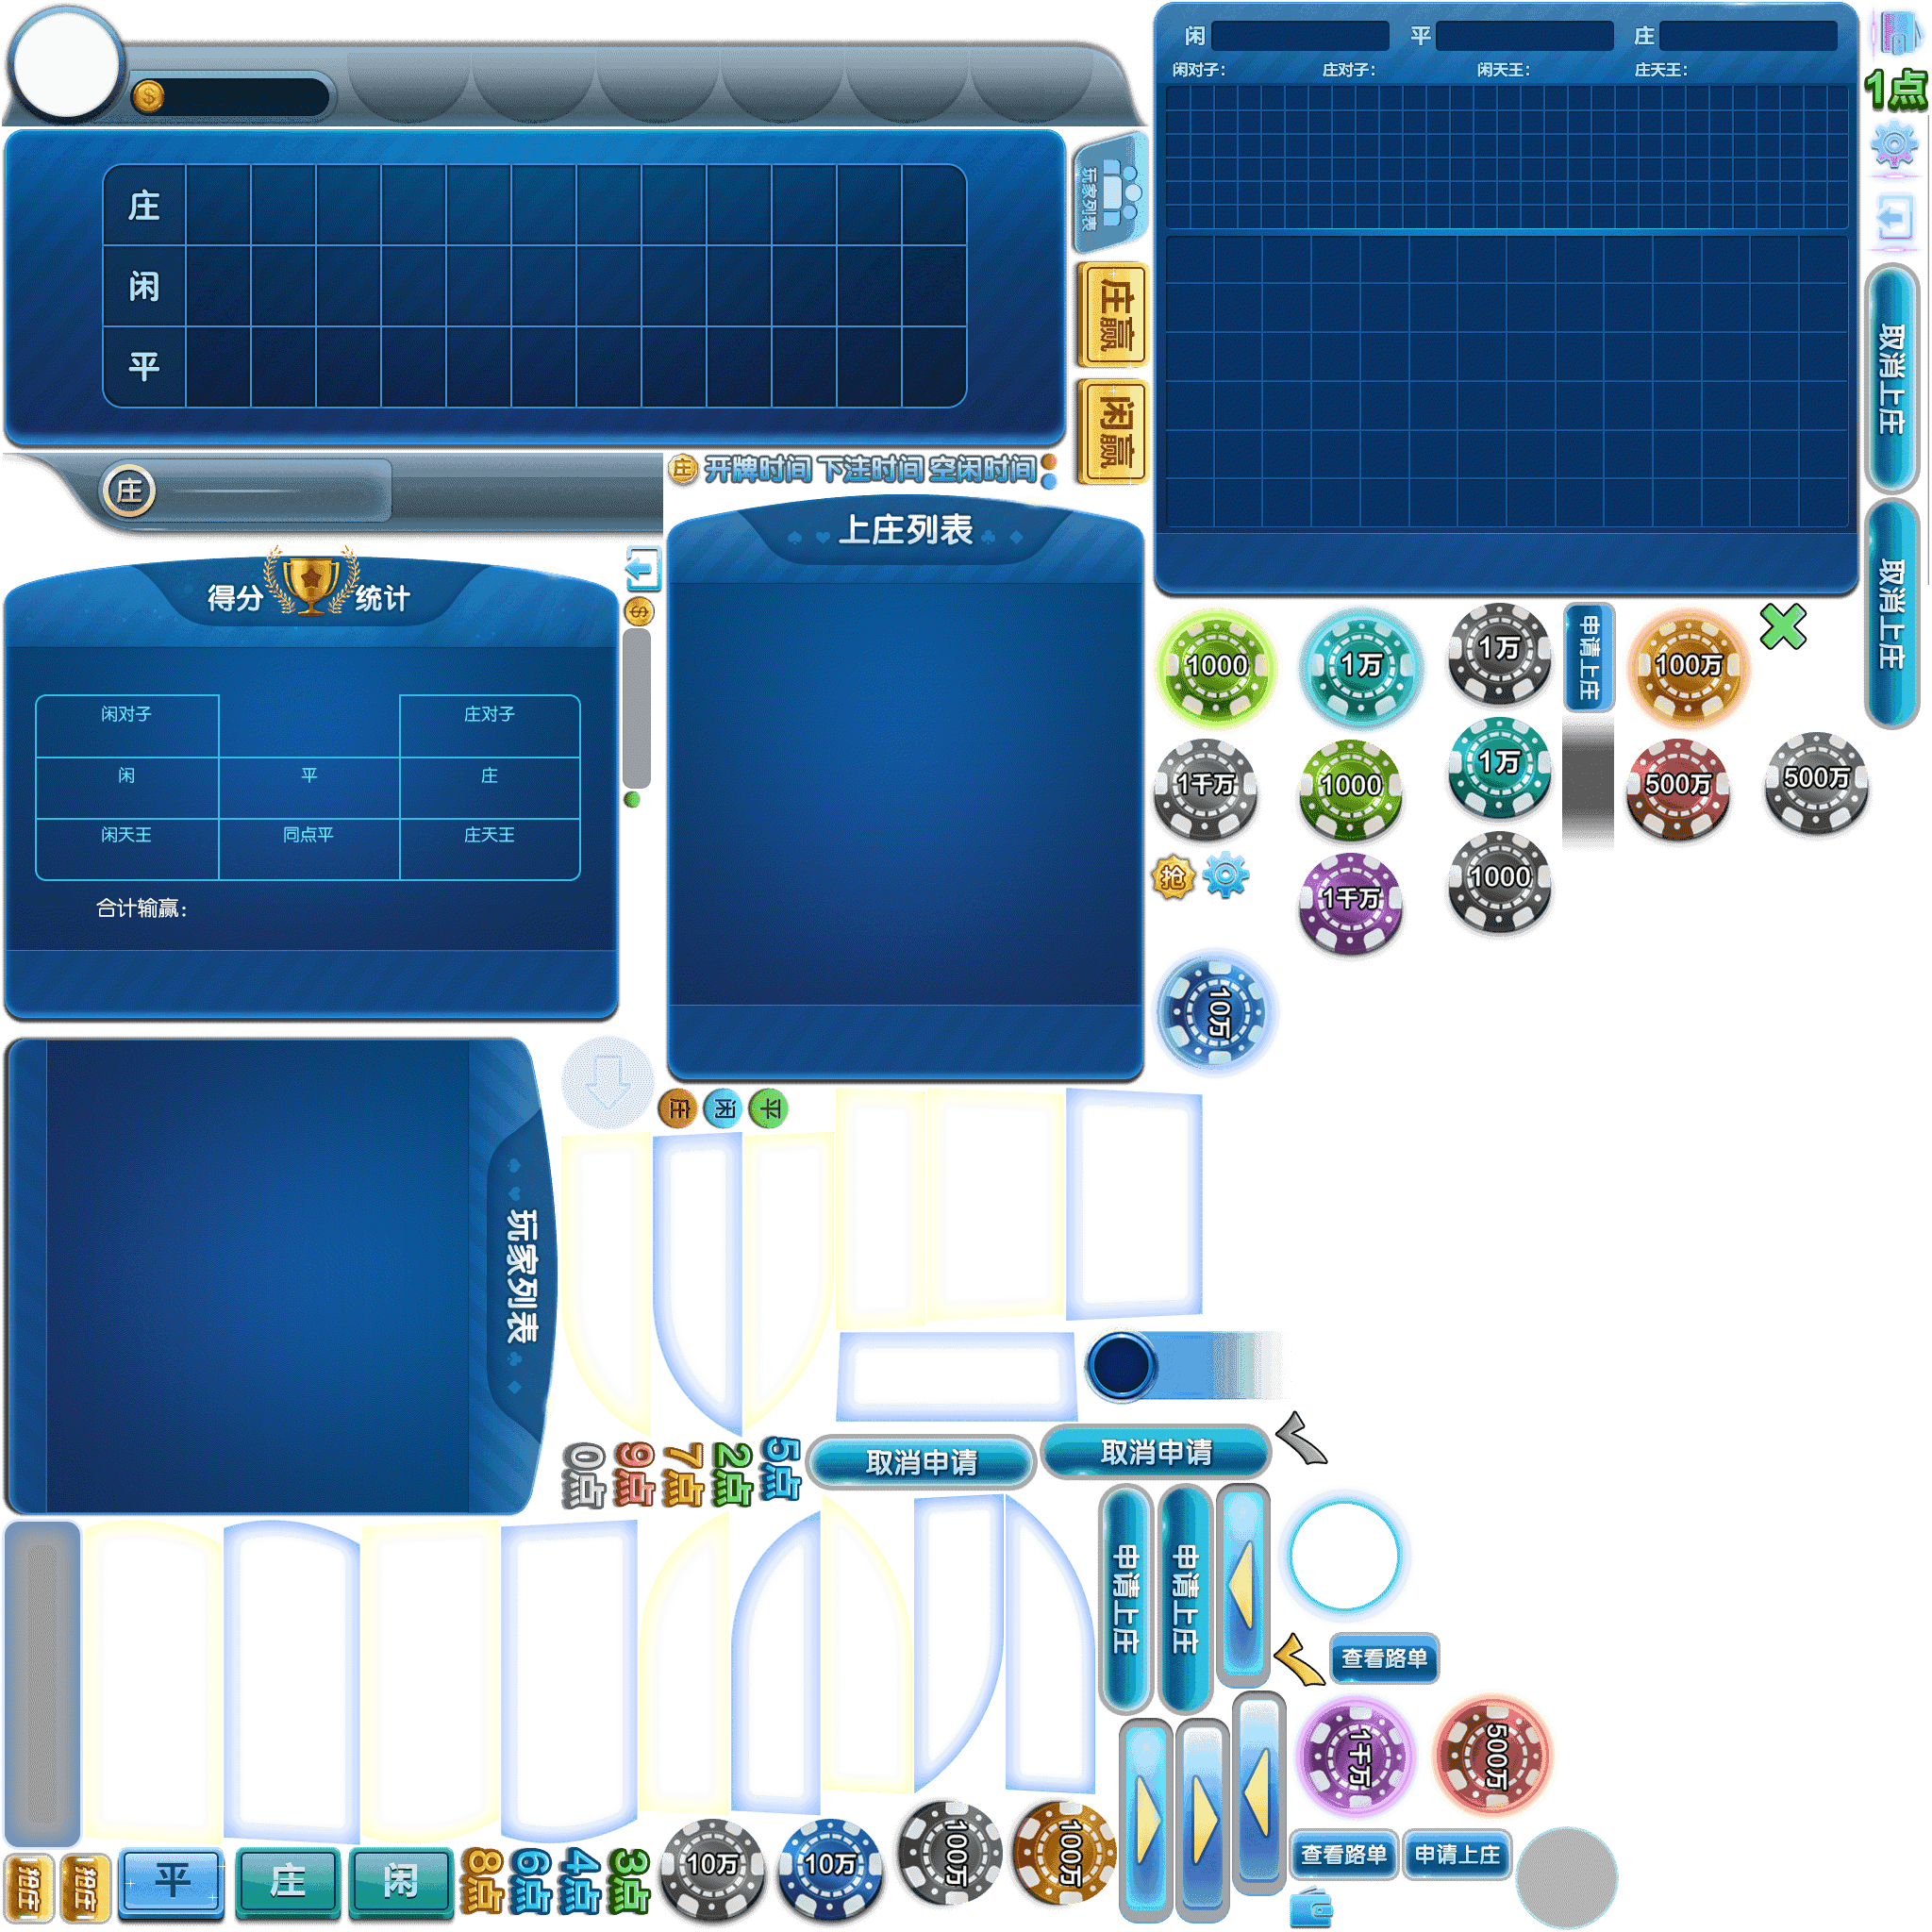 闲 平 庄
闲对子： 庄对子： 闲天王： 庄天王：
1点
庄
闲
平
玩家列表
庄赢
闲赢
取消上庄
取消上庄
庄
庄 开牌时间 下注时间 空闲时间
上庄列表
得分 统计
闲对子 庄对子
闲 平 庄
闲天王 同点平 庄天王
合计输赢：
1000 1万 1万 申请上庄 100万
1千万 1000 1万 500万 500万
抢 1千万 1000
10万
庄 闲 平
玩家列表
0点 9点 7点 2点 5点
取消申请 取消申请
申请上庄 申请上庄
查看路单
1千万 500万
查看路单 申请上庄
抢庄 抢庄 平 庄 闲 8点 6点 4点 3点 10万 10万 100万 100万